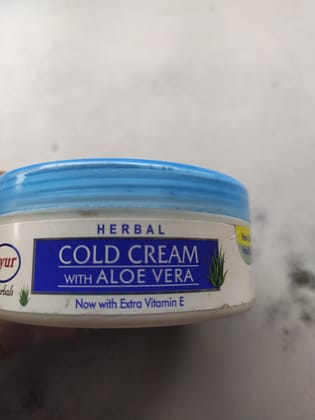 HERBAL
COLD CREAM
WITH ALOE VERA
Now with Extra Vitamin E